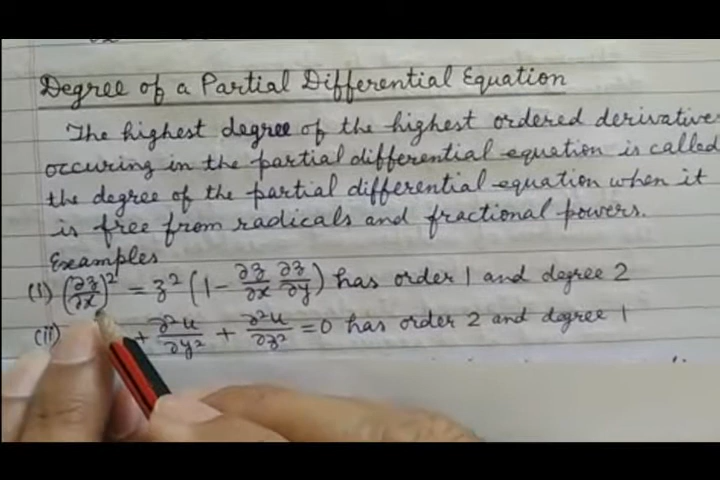 Degree of a Partial Differential Equation
The highest degree of the highest ordered derivative
occuring in the partial differential equation is called
the degree of the partial differential equation when it
is free from radicals and fractional powers.
Examples
(i) (∂z/∂x)² = z² (1 - ∂z/∂x ∂z/∂y) has order 1 and degree 2
(ii) + ∂²u/∂y² + ∂²u/∂z² = 0 has order 2 and degree 1